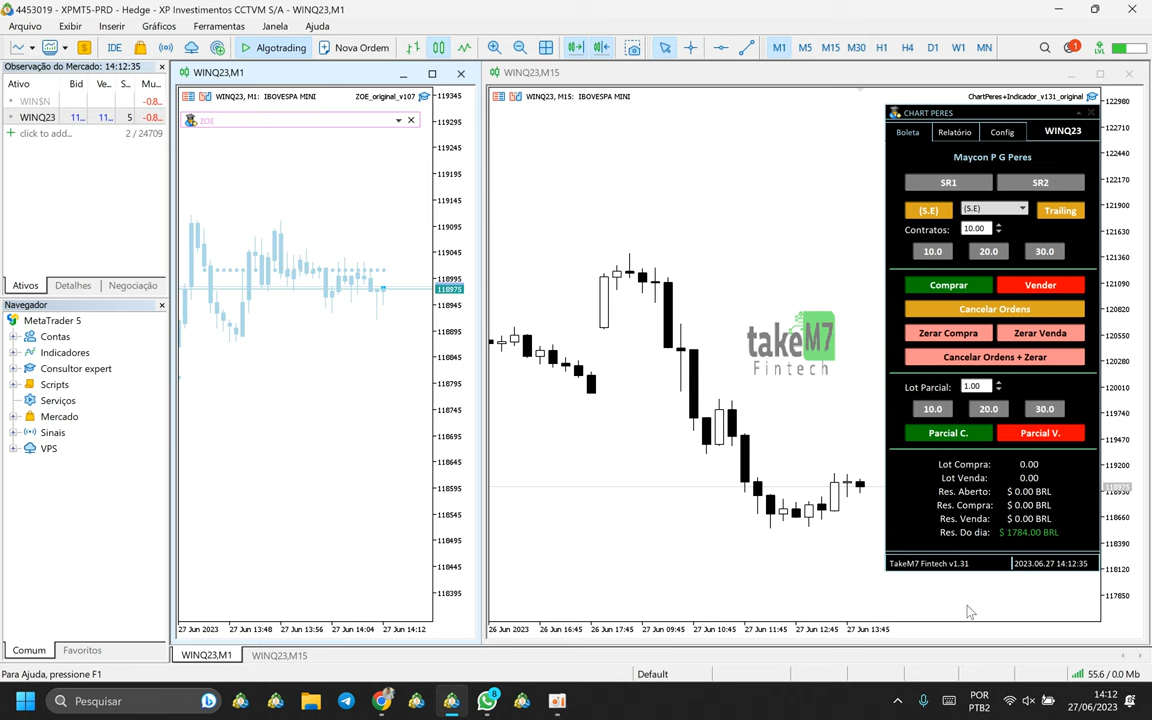 4453019 - XPMT5-PRD - Hedge - XP Investimentos CCTVM S/A - WINQ23,M1
Arquivo Exibir Inserir Gráficos Ferramentas Janela Ajuda
IDE Algotrading Nova Ordem M1 M5 M15 M30 H1 H4 D1 W1 MN 1 LVL
Observação do Mercado: 14:12:35
Ativo Bid Ve... S... Mu...
WIN$N -0.8...
WINQ23 11... 11... 5 -0.8...
click to add... 2 / 24709
Ativos Detalhes Negociação
Navegador
MetaTrader 5
Contas
Indicadores
Consultor expert
Scripts
Serviços
Mercado
Sinais
VPS
Comum Favoritos
WINQ23,M1
WINQ23, M1: IBOVESPA MINI ZOE_original_v107
ZOE
119345
119295
119245
119195
119145
119095
119045
118995
118975
118945
118895
118845
118795
118745
118695
118645
118595
118545
118495
118445
118395
27 Jun 2023 27 Jun 13:48 27 Jun 13:56 27 Jun 14:04 27 Jun 14:12
WINQ23,M15
WINQ23, M15: IBOVESPA MINI ChartPeres+Indicador_v131_original
takeM7
Fintech
122980
122710
122440
122170
121900
121630
121360
121090
120820
120550
120280
120010
119740
119470
119200
118975
118930
118660
118390
118120
117850
26 Jun 2023 26 Jun 16:45 26 Jun 17:45 27 Jun 09:45 27 Jun 10:45 27 Jun 11:45 27 Jun 12:45 27 Jun 13:45
CHART PERES
Boleta Relatório Config WINQ23
Maycon P G Peres
SR1 SR2
(S.E) (S.E) Trailing
Contratos: 10.00
10.0 20.0 30.0
Comprar Vender
Cancelar Ordens
Zerar Compra Zerar Venda
Cancelar Ordens + Zerar
Lot Parcial: 1.00
10.0 20.0 30.0
Parcial C. Parcial V.
Lot Compra: 0.00
Lot Venda: 0.00
Res. Aberto: $ 0.00 BRL
Res. Compra: $ 0.00 BRL
Res. Venda: $ 0.00 BRL
Res. Do dia: $ 1784.00 BRL
TakeM7 Fintech v1.31 2023.06.27 14:12:35
WINQ23,M1 WINQ23,M15
Para Ajuda, pressione F1 Default 55.6 / 0.0 Mb
Pesquisar 8 POR 14:12
PTB2 27/06/2023